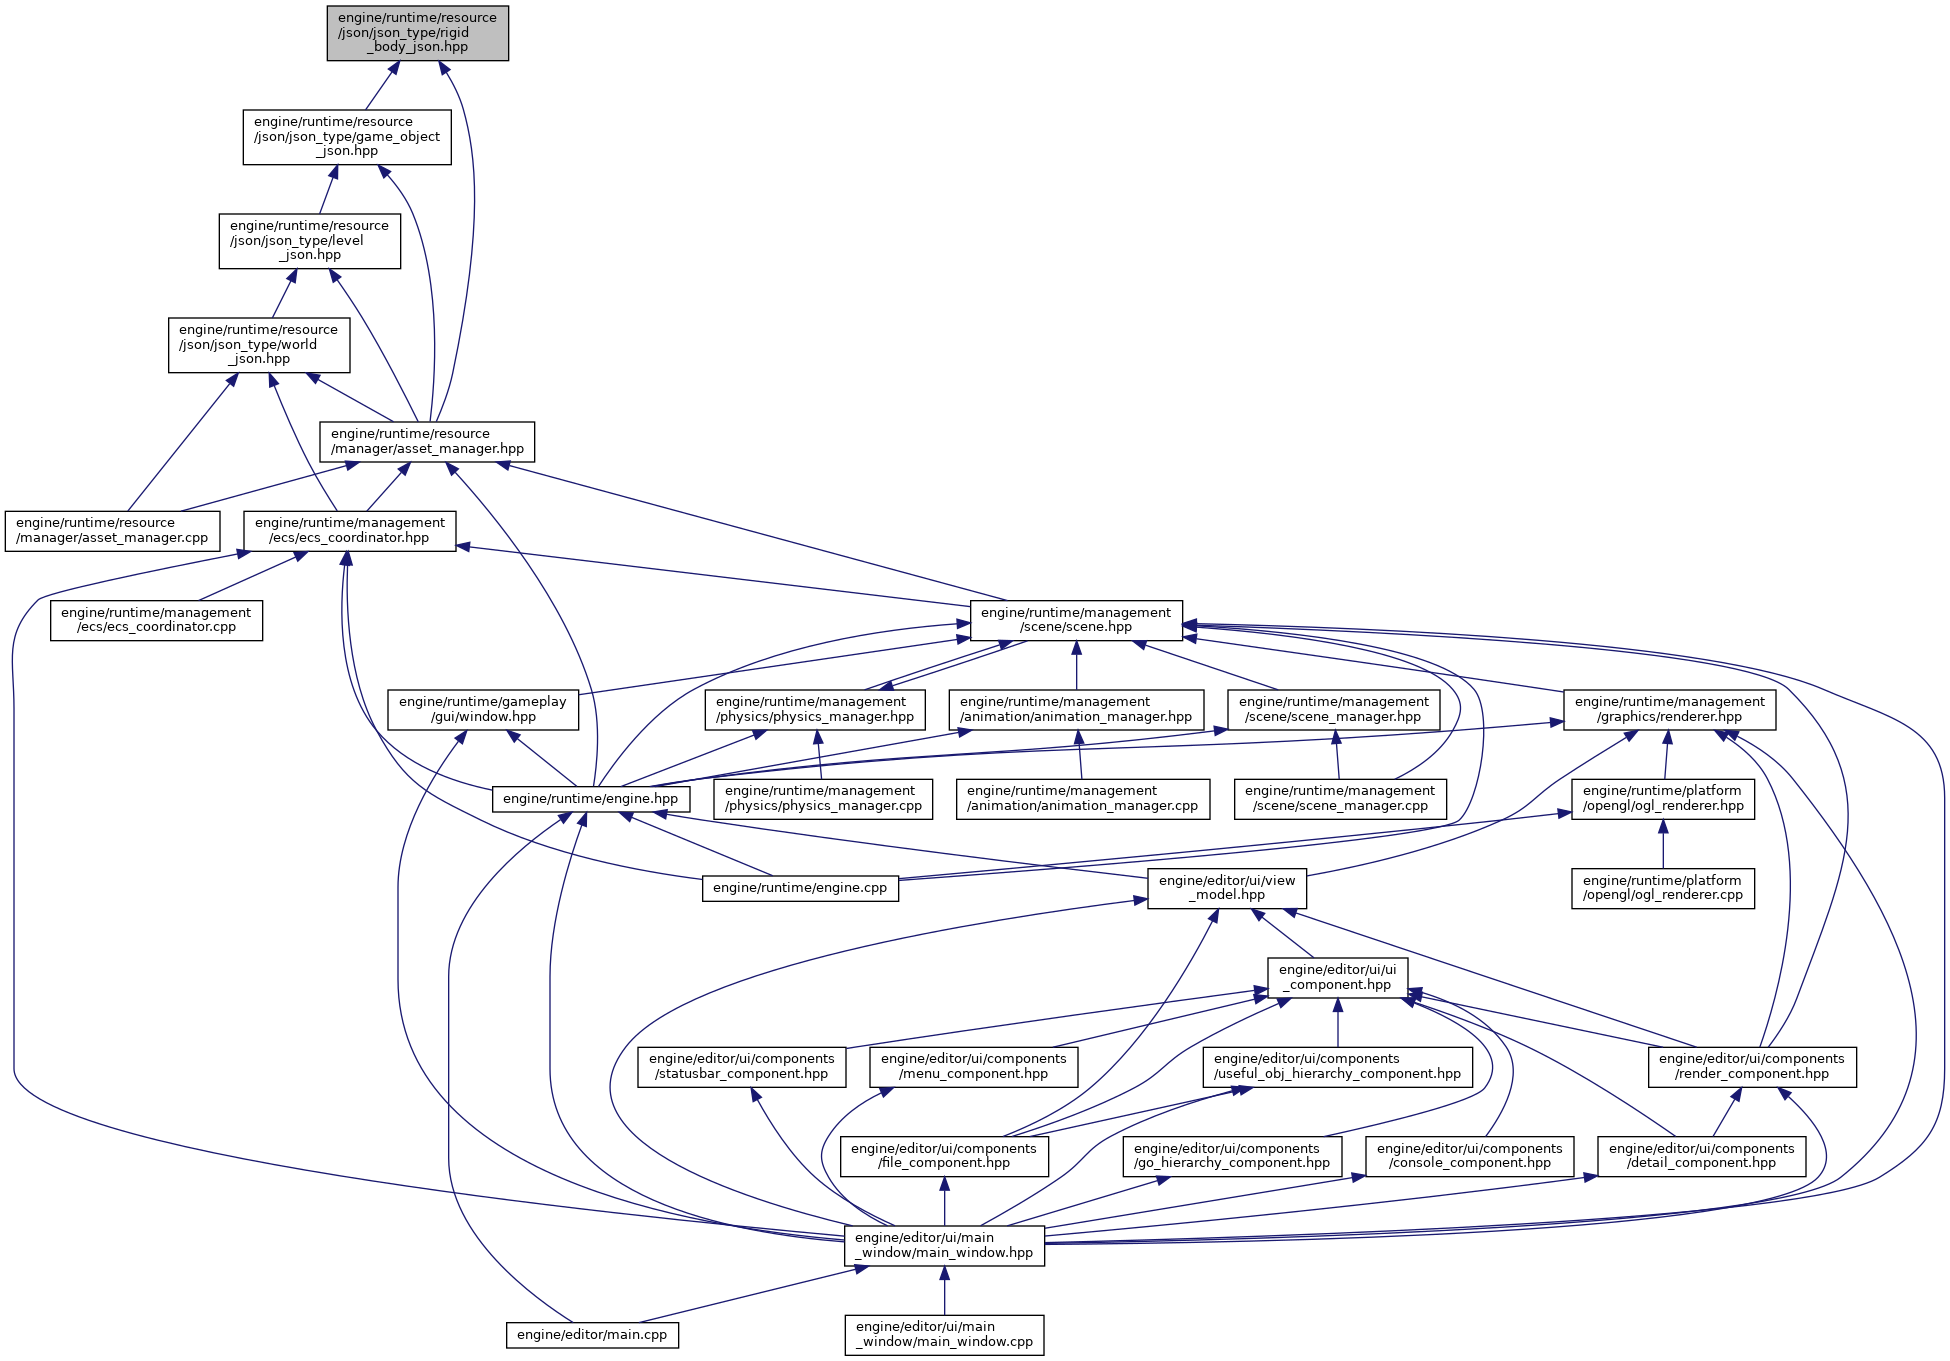 engine/runtime/resource
/json/json_type/rigid
_body_json.hpp
engine/runtime/resource
/json/json_type/game_object
_json.hpp
engine/runtime/resource
/json/json_type/level
_json.hpp
engine/runtime/resource
/json/json_type/world
_json.hpp
engine/runtime/resource
/manager/asset_manager.hpp
engine/runtime/resource
/manager/asset_manager.cpp
engine/runtime/management
/ecs/ecs_coordinator.hpp
engine/runtime/management
/ecs/ecs_coordinator.cpp
engine/runtime/management
/scene/scene.hpp
engine/runtime/gameplay
/gui/window.hpp
engine/runtime/management
/physics/physics_manager.hpp
engine/runtime/management
/animation/animation_manager.hpp
engine/runtime/management
/scene/scene_manager.hpp
engine/runtime/management
/graphics/renderer.hpp
engine/runtime/engine.hpp
engine/runtime/management
/physics/physics_manager.cpp
engine/runtime/management
/animation/animation_manager.cpp
engine/runtime/management
/scene/scene_manager.cpp
engine/runtime/platform
/opengl/ogl_renderer.hpp
engine/runtime/engine.cpp
engine/editor/ui/view
_model.hpp
engine/runtime/platform
/opengl/ogl_renderer.cpp
engine/editor/ui/ui
_component.hpp
engine/editor/ui/components
/statusbar_component.hpp
engine/editor/ui/components
/menu_component.hpp
engine/editor/ui/components
/useful_obj_hierarchy_component.hpp
engine/editor/ui/components
/render_component.hpp
engine/editor/ui/components
/file_component.hpp
engine/editor/ui/components
/go_hierarchy_component.hpp
engine/editor/ui/components
/console_component.hpp
engine/editor/ui/components
/detail_component.hpp
engine/editor/ui/main
_window/main_window.hpp
engine/editor/main.cpp
engine/editor/ui/main
_window/main_window.cpp